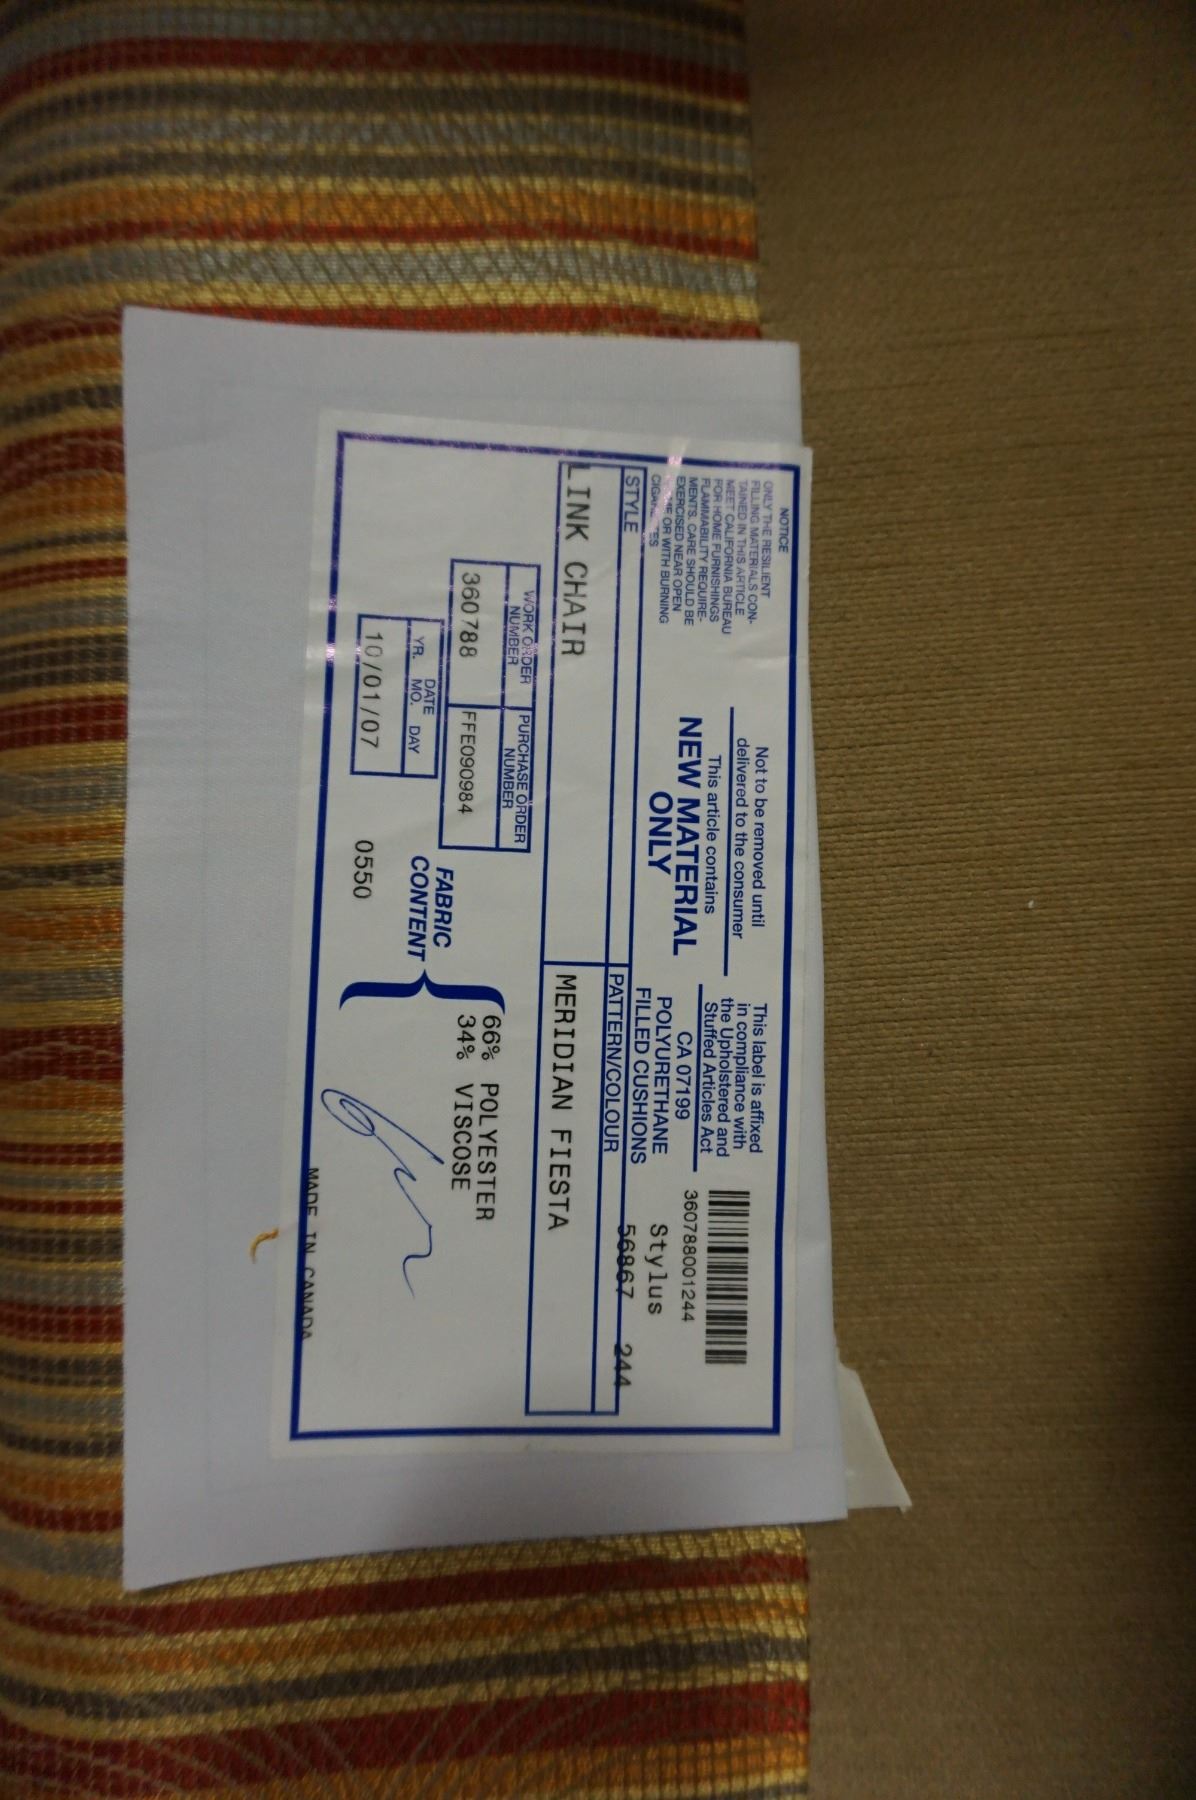 NOTICE
ONLY THE RESILIENT
FILLING MATERIALS CON-
TAINED IN THIS ARTICLE
MEET CALIFORNIA BUREAU
FOR HOME FURNISHINGS
FLAMMABILITY REQUIRE-
MENTS. CARE SHOULD BE
EXERCISED NEAR OPEN
OR WITH BURNING
Not to be removed until
delivered to the consumer
This article contains
NEW MATERIAL
ONLY
This label is affixed
in compliance with
the Upholstered and
Stuffed Articles Act
CA 07199
POLYURETHANE
FILLED CUSHIONS
360788001244
Stylus
56867 244
STYLE
PATTERN/COLOUR
LINK CHAIR
MERIDIAN FIESTA
WORK ORDER
NUMBER
PURCHASE ORDER
NUMBER
360788
FFE090984
DATE
YR. MO. DAY
10/01/07
0550
FABRIC
CONTENT
66% POLYESTER
34% VISCOSE
MADE IN CANADA